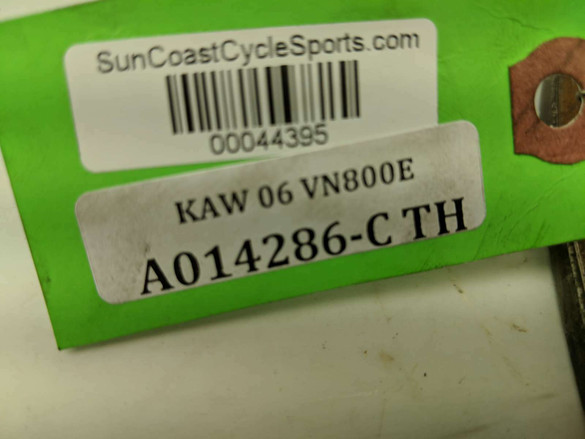 SunCoastCycleSports.com
00044395
KAW 06 VN800E
A014286-C TH